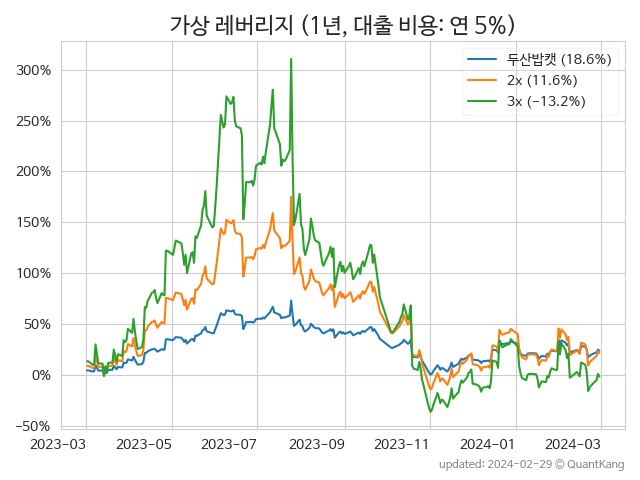 가상 레버리지 (1년, 대출 비용: 연 5%)
두산밥캣 (18.6%)
2x (11.6%)
3x (−13.2%)
300%
250%
200%
150%
100%
50%
0%
−50%
2023-03 2023-05 2023-07 2023-09 2023-11 2024-01 2024-03
updated: 2024-02-29 © QuantKang